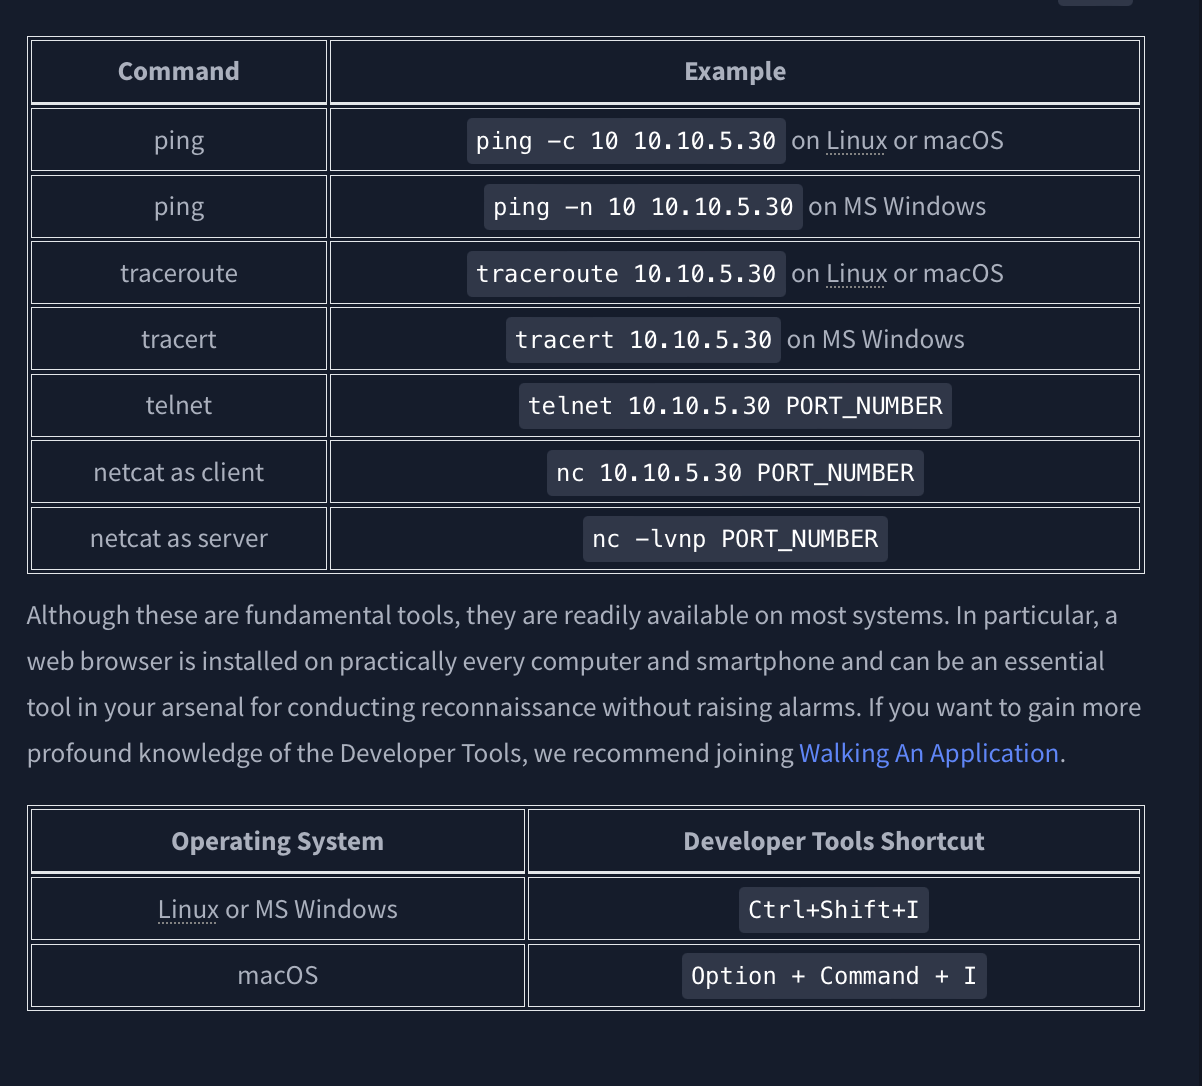 Command Example
ping ping -c 10 10.10.5.30 on Linux or macOS
ping ping -n 10 10.10.5.30 on MS Windows
traceroute traceroute 10.10.5.30 on Linux or macOS
tracert tracert 10.10.5.30 on MS Windows
telnet telnet 10.10.5.30 PORT_NUMBER
netcat as client nc 10.10.5.30 PORT_NUMBER
netcat as server nc -lvnp PORT_NUMBER
Although these are fundamental tools, they are readily available on most systems. In particular, a
web browser is installed on practically every computer and smartphone and can be an essential
tool in your arsenal for conducting reconnaissance without raising alarms. If you want to gain more
profound knowledge of the Developer Tools, we recommend joining Walking An Application.
Operating System Developer Tools Shortcut
Linux or MS Windows Ctrl+Shift+I
macOS Option + Command + I